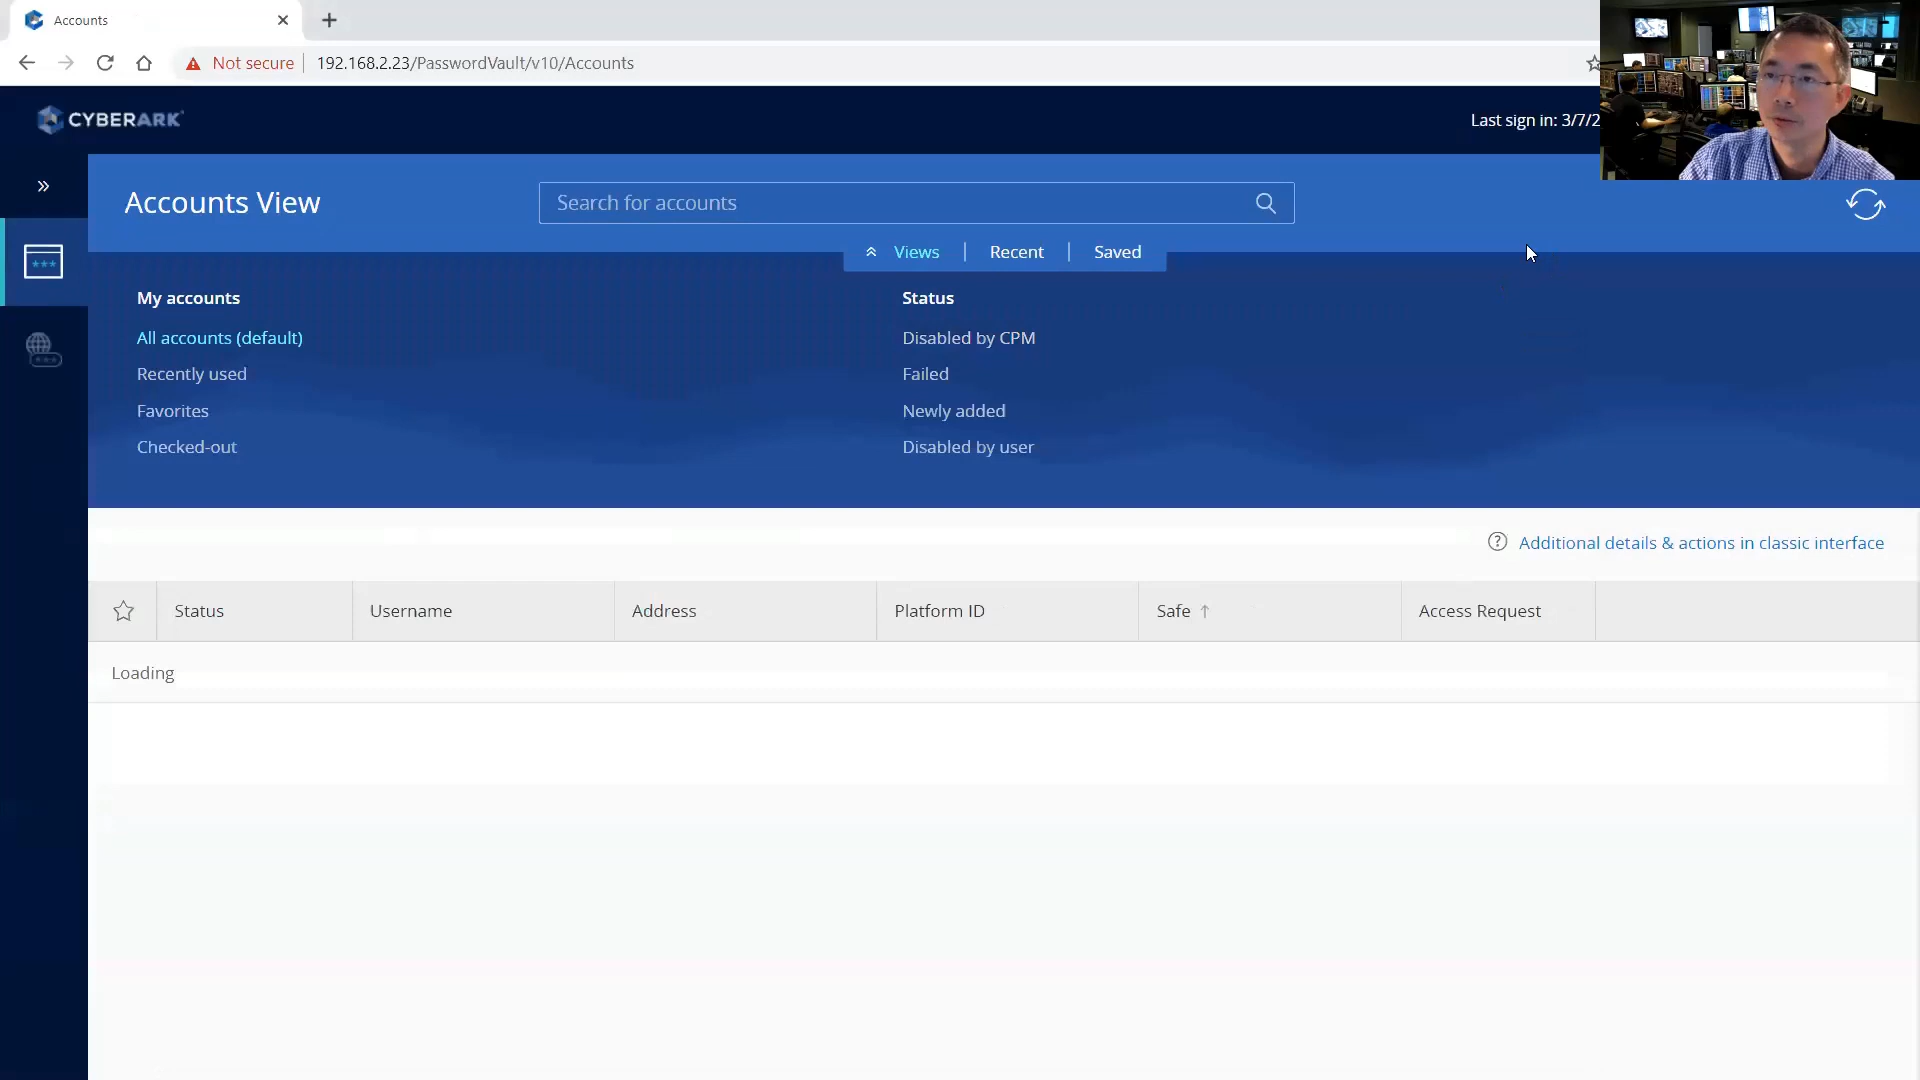 Accounts
Not secure
192.168.2.23/PasswordVault/v10/Accounts
CYBERARK
Last sign in: 3/7/2
Accounts View
Search for accounts
Views
Recent
Saved
My accounts
All accounts (default)
Recently used
Favorites
Checked-out
Status
Disabled by CPM
Failed
Newly added
Disabled by user
? Additional details & actions in classic interface
Status
Username
Address
Platform ID
Safe ↑
Access Request
Loading